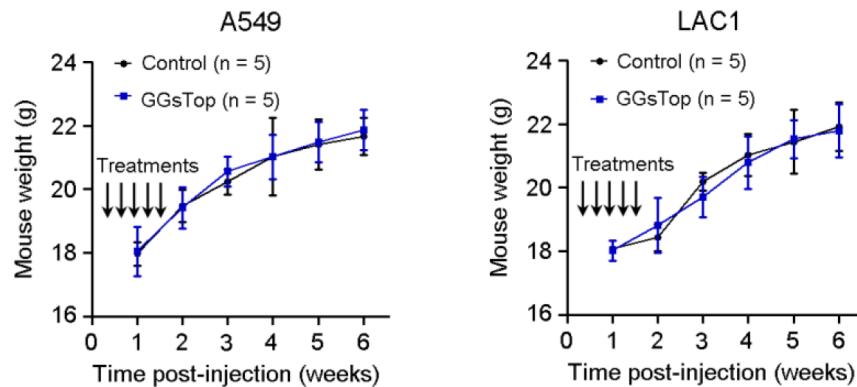 A549
Mouse weight (g)
24
22
20
18
16
Control (n = 5)
GGsTop (n = 5)
Treatments
0 1 2 3 4 5 6
Time post-injection (weeks)
LAC1
Mouse weight (g)
24
22
20
18
16
Control (n = 5)
GGsTop (n = 5)
Treatments
0 1 2 3 4 5 6
Time post-injection (weeks)